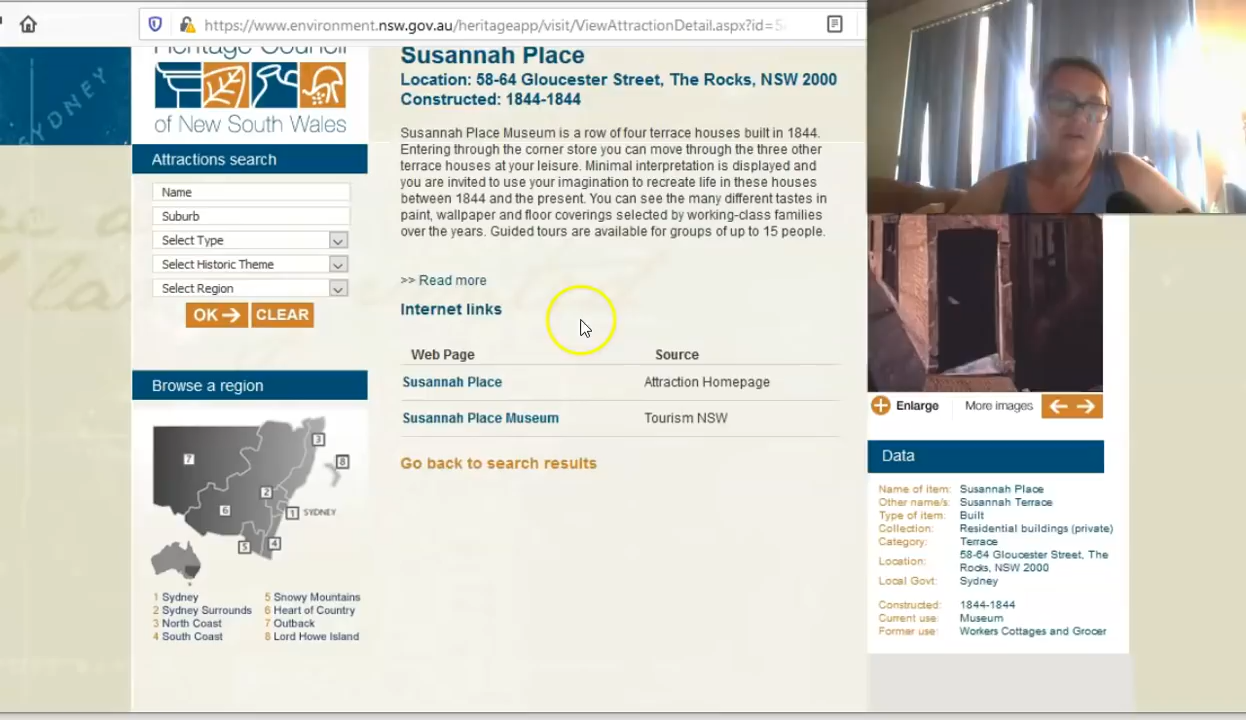 https://www.environment.nsw.gov.au/heritageapp/visit/ViewAttractionDetail.aspx?id=5
SYDNEY
Heritage Council
of New South Wales
Attractions search
Name
Suburb
Select Type
Select Historic Theme
Select Region
OK
CLEAR
Browse a region
7
3
8
2
6
1
SYDNEY
5
4
1 Sydney
2 Sydney Surrounds
3 North Coast
4 South Coast
5 Snowy Mountains
6 Heart of Country
7 Outback
8 Lord Howe Island
Susannah Place
Location: 58-64 Gloucester Street, The Rocks, NSW 2000
Constructed: 1844-1844
Susannah Place Museum is a row of four terrace houses built in 1844.
Entering through the corner store you can move through the three other
terrace houses at your leisure. Minimal interpretation is displayed and
you are invited to use your imagination to recreate life in these houses
between 1844 and the present. You can see the many different tastes in
paint, wallpaper and floor coverings selected by working-class families
over the years. Guided tours are available for groups of up to 15 people.
>> Read more
Internet links
Web Page Source
Susannah Place Attraction Homepage
Susannah Place Museum Tourism NSW
Go back to search results
Enlarge More images
Data
Name of item: Susannah Place
Other name/s: Susannah Terrace
Type of item: Built
Collection: Residential buildings (private)
Category: Terrace
Location: 58-64 Gloucester Street, The
Rocks, NSW 2000
Local Govt: Sydney
Constructed: 1844-1844
Current use: Museum
Former use: Workers Cottages and Grocer